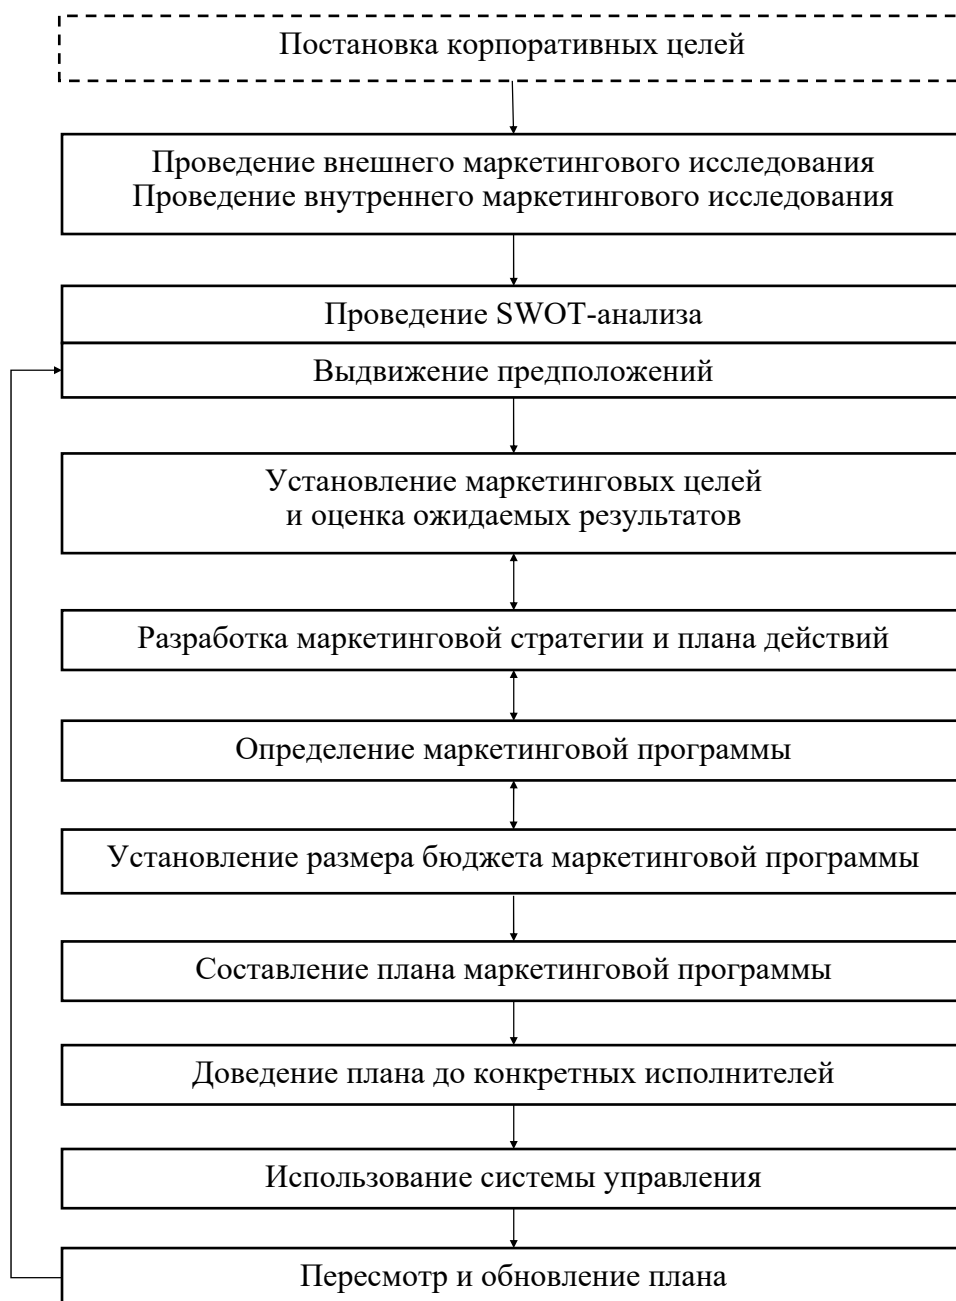 Постановка корпоративных целей
Проведение внешнего маркетингового исследования
Проведение внутреннего маркетингового исследования
Проведение SWOT-анализа
Выдвижение предположений
Установление маркетинговых целей
и оценка ожидаемых результатов
Разработка маркетинговой стратегии и плана действий
Определение маркетинговой программы
Установление размера бюджета маркетинговой программы
Составление плана маркетинговой программы
Доведение плана до конкретных исполнителей
Использование системы управления
Пересмотр и обновление плана